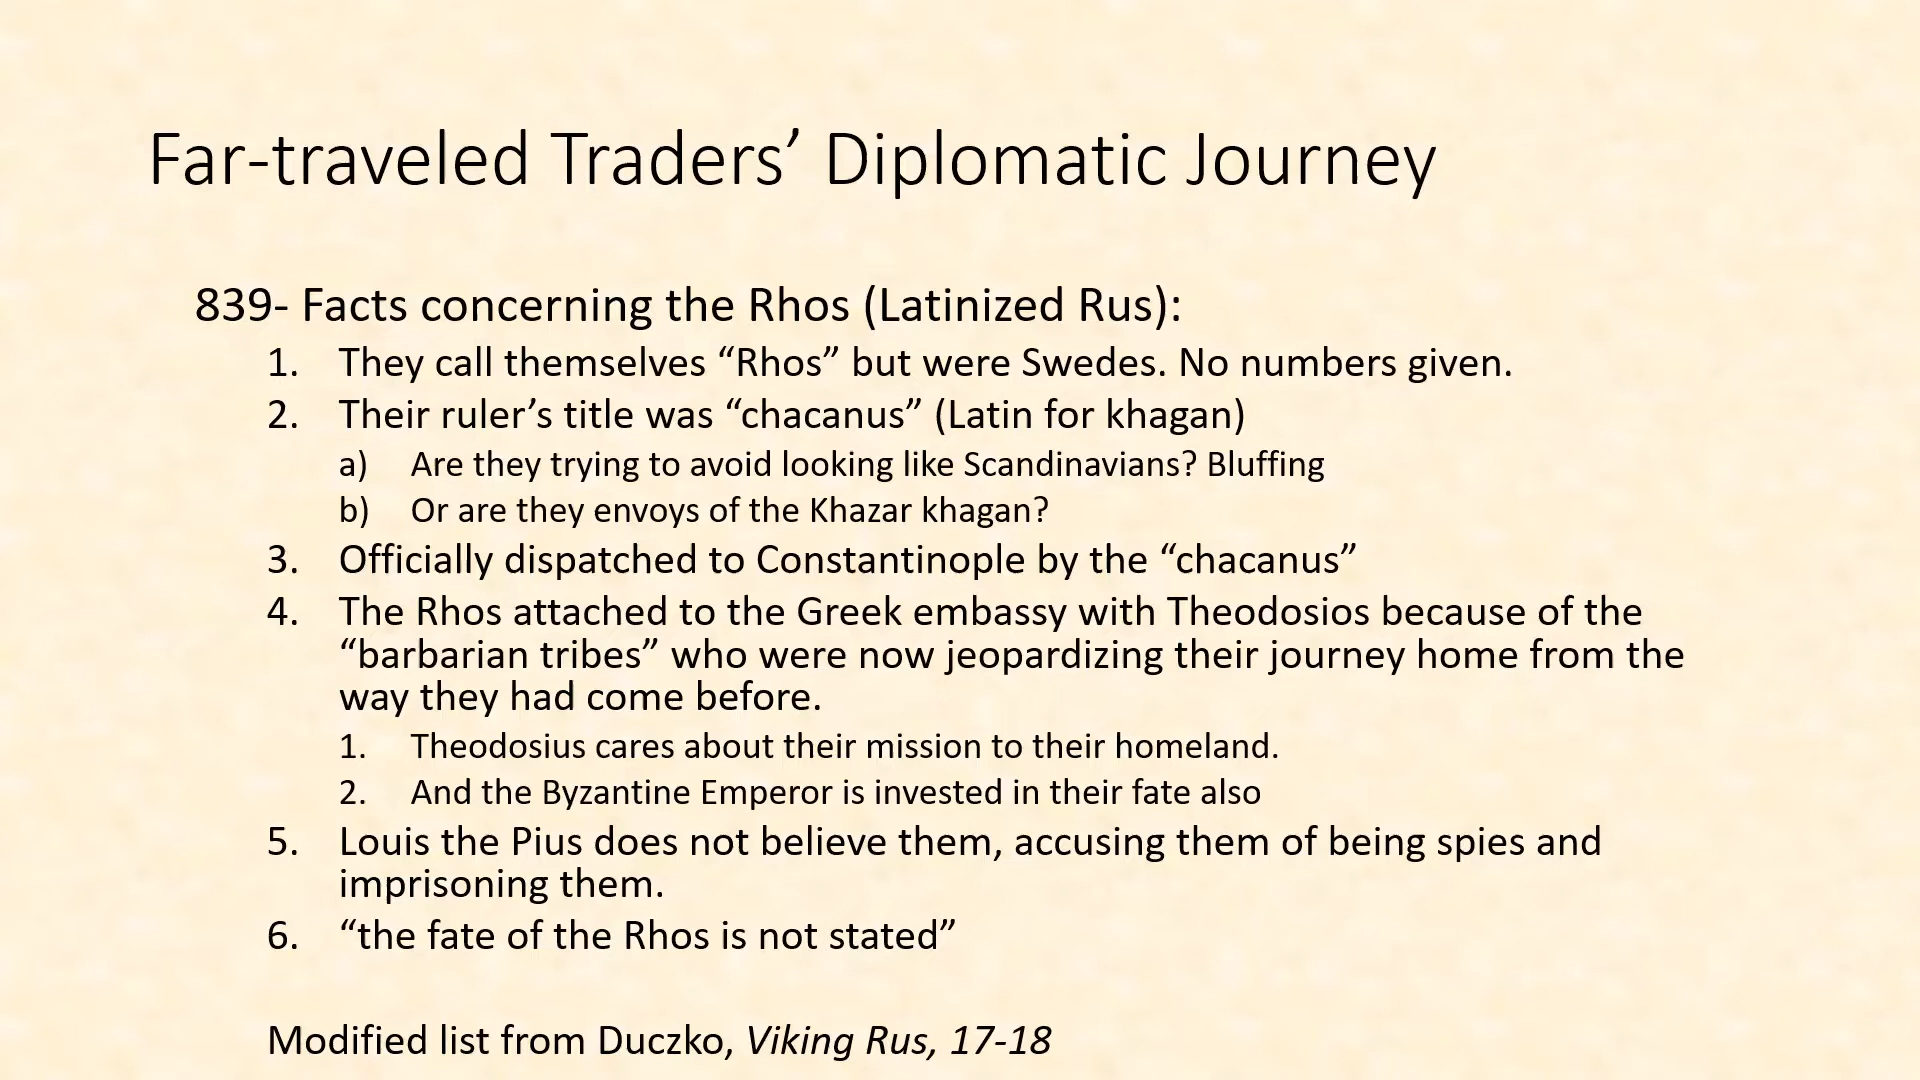 Far-traveled Traders’ Diplomatic Journey
839- Facts concerning the Rhos (Latinized Rus):
1. They call themselves “Rhos” but were Swedes. No numbers given.
2. Their ruler’s title was “chacanus” (Latin for khagan)
a) Are they trying to avoid looking like Scandinavians? Bluffing
b) Or are they envoys of the Khazar khagan?
3. Officially dispatched to Constantinople by the “chacanus”
4. The Rhos attached to the Greek embassy with Theodosios because of the
“barbarian tribes” who were now jeopardizing their journey home from the
way they had come before.
1. Theodosius cares about their mission to their homeland.
2. And the Byzantine Emperor is invested in their fate also
5. Louis the Pius does not believe them, accusing them of being spies and
imprisoning them.
6. “the fate of the Rhos is not stated”
Modified list from Duczko, Viking Rus, 17-18